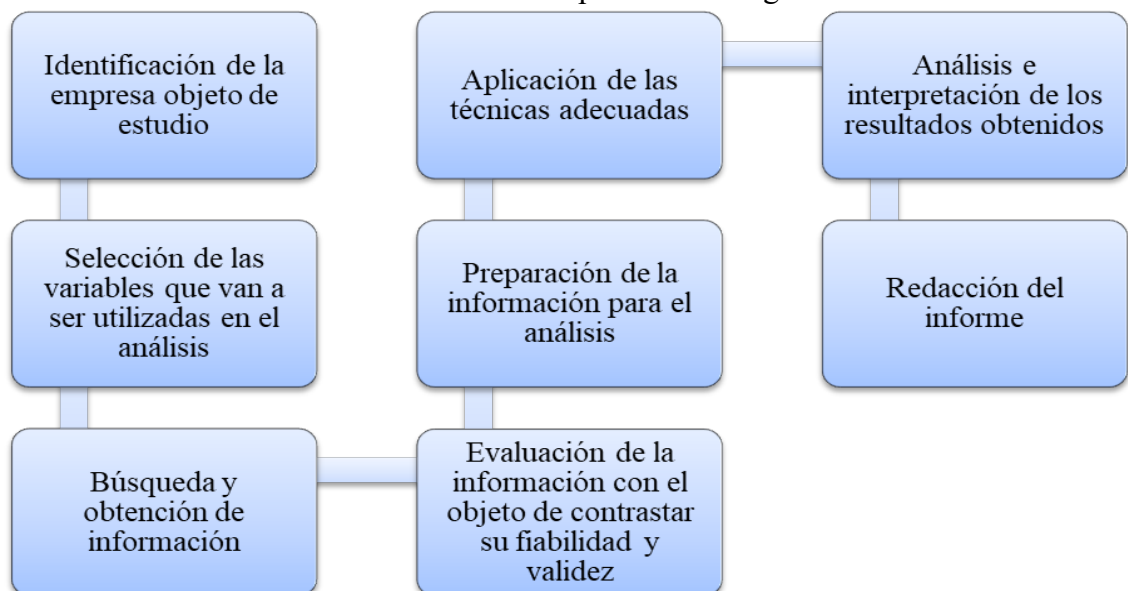 Identificación de la
empresa objeto de
estudio
Selección de las
variables que van a
ser utilizadas en el
análisis
Búsqueda y
obtención de
información
Evaluación de la
información con el
objeto de contrastar
su fiabilidad y
validez
Preparación de la
información para el
análisis
Aplicación de las
técnicas adecuadas
Análisis e
interpretación de los
resultados obtenidos
Redacción del
informe